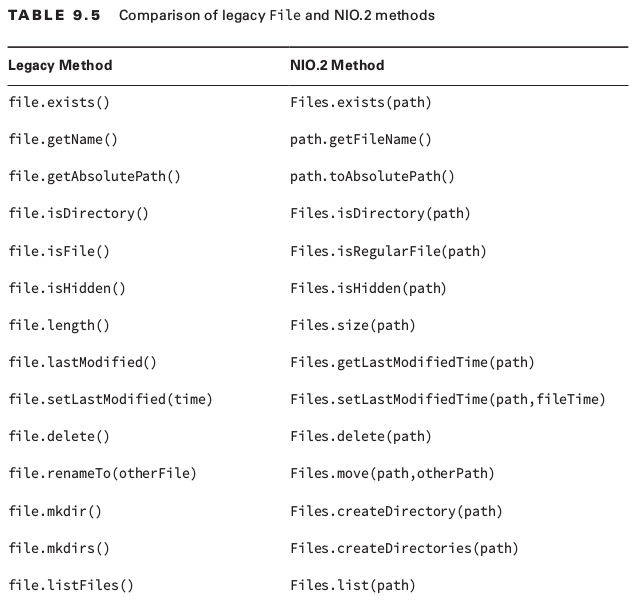 TABLE 9.5 Comparison of legacy File and NIO.2 methods
Legacy Method NIO.2 Method
file.exists() Files.exists(path)
file.getName() path.getFileName()
file.getAbsolutePath() path.toAbsolutePath()
file.isDirectory() Files.isDirectory(path)
file.isFile() Files.isRegularFile(path)
file.isHidden() Files.isHidden(path)
file.length() Files.size(path)
file.lastModified() Files.getLastModifiedTime(path)
file.setLastModified(time) Files.setLastModifiedTime(path,fileTime)
file.delete() Files.delete(path)
file.renameTo(otherFile) Files.move(path,otherPath)
file.mkdir() Files.createDirectory(path)
file.mkdirs() Files.createDirectories(path)
file.listFiles() Files.list(path)